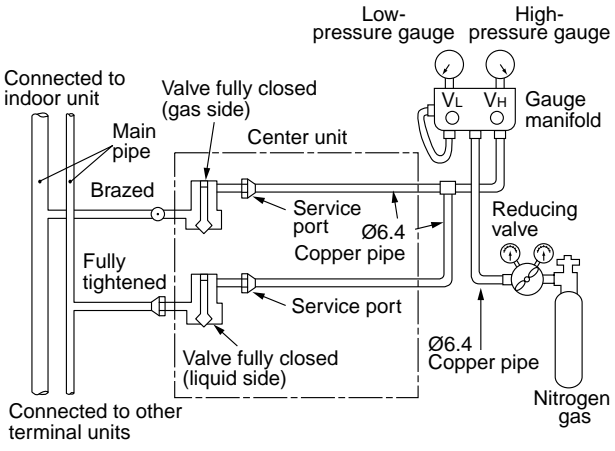 Low-
pressure gauge
High-
pressure gauge
Connected to
indoor unit
Valve fully closed
(gas side)
VL
VH
Gauge
manifold
Main
pipe
Center unit
Brazed
Service
port
Ø6.4
Copper pipe
Reducing
valve
Fully
tightened
Service port
Valve fully closed
(liquid side)
Ø6.4
Copper pipe
Nitrogen
gas
Connected to other
terminal units